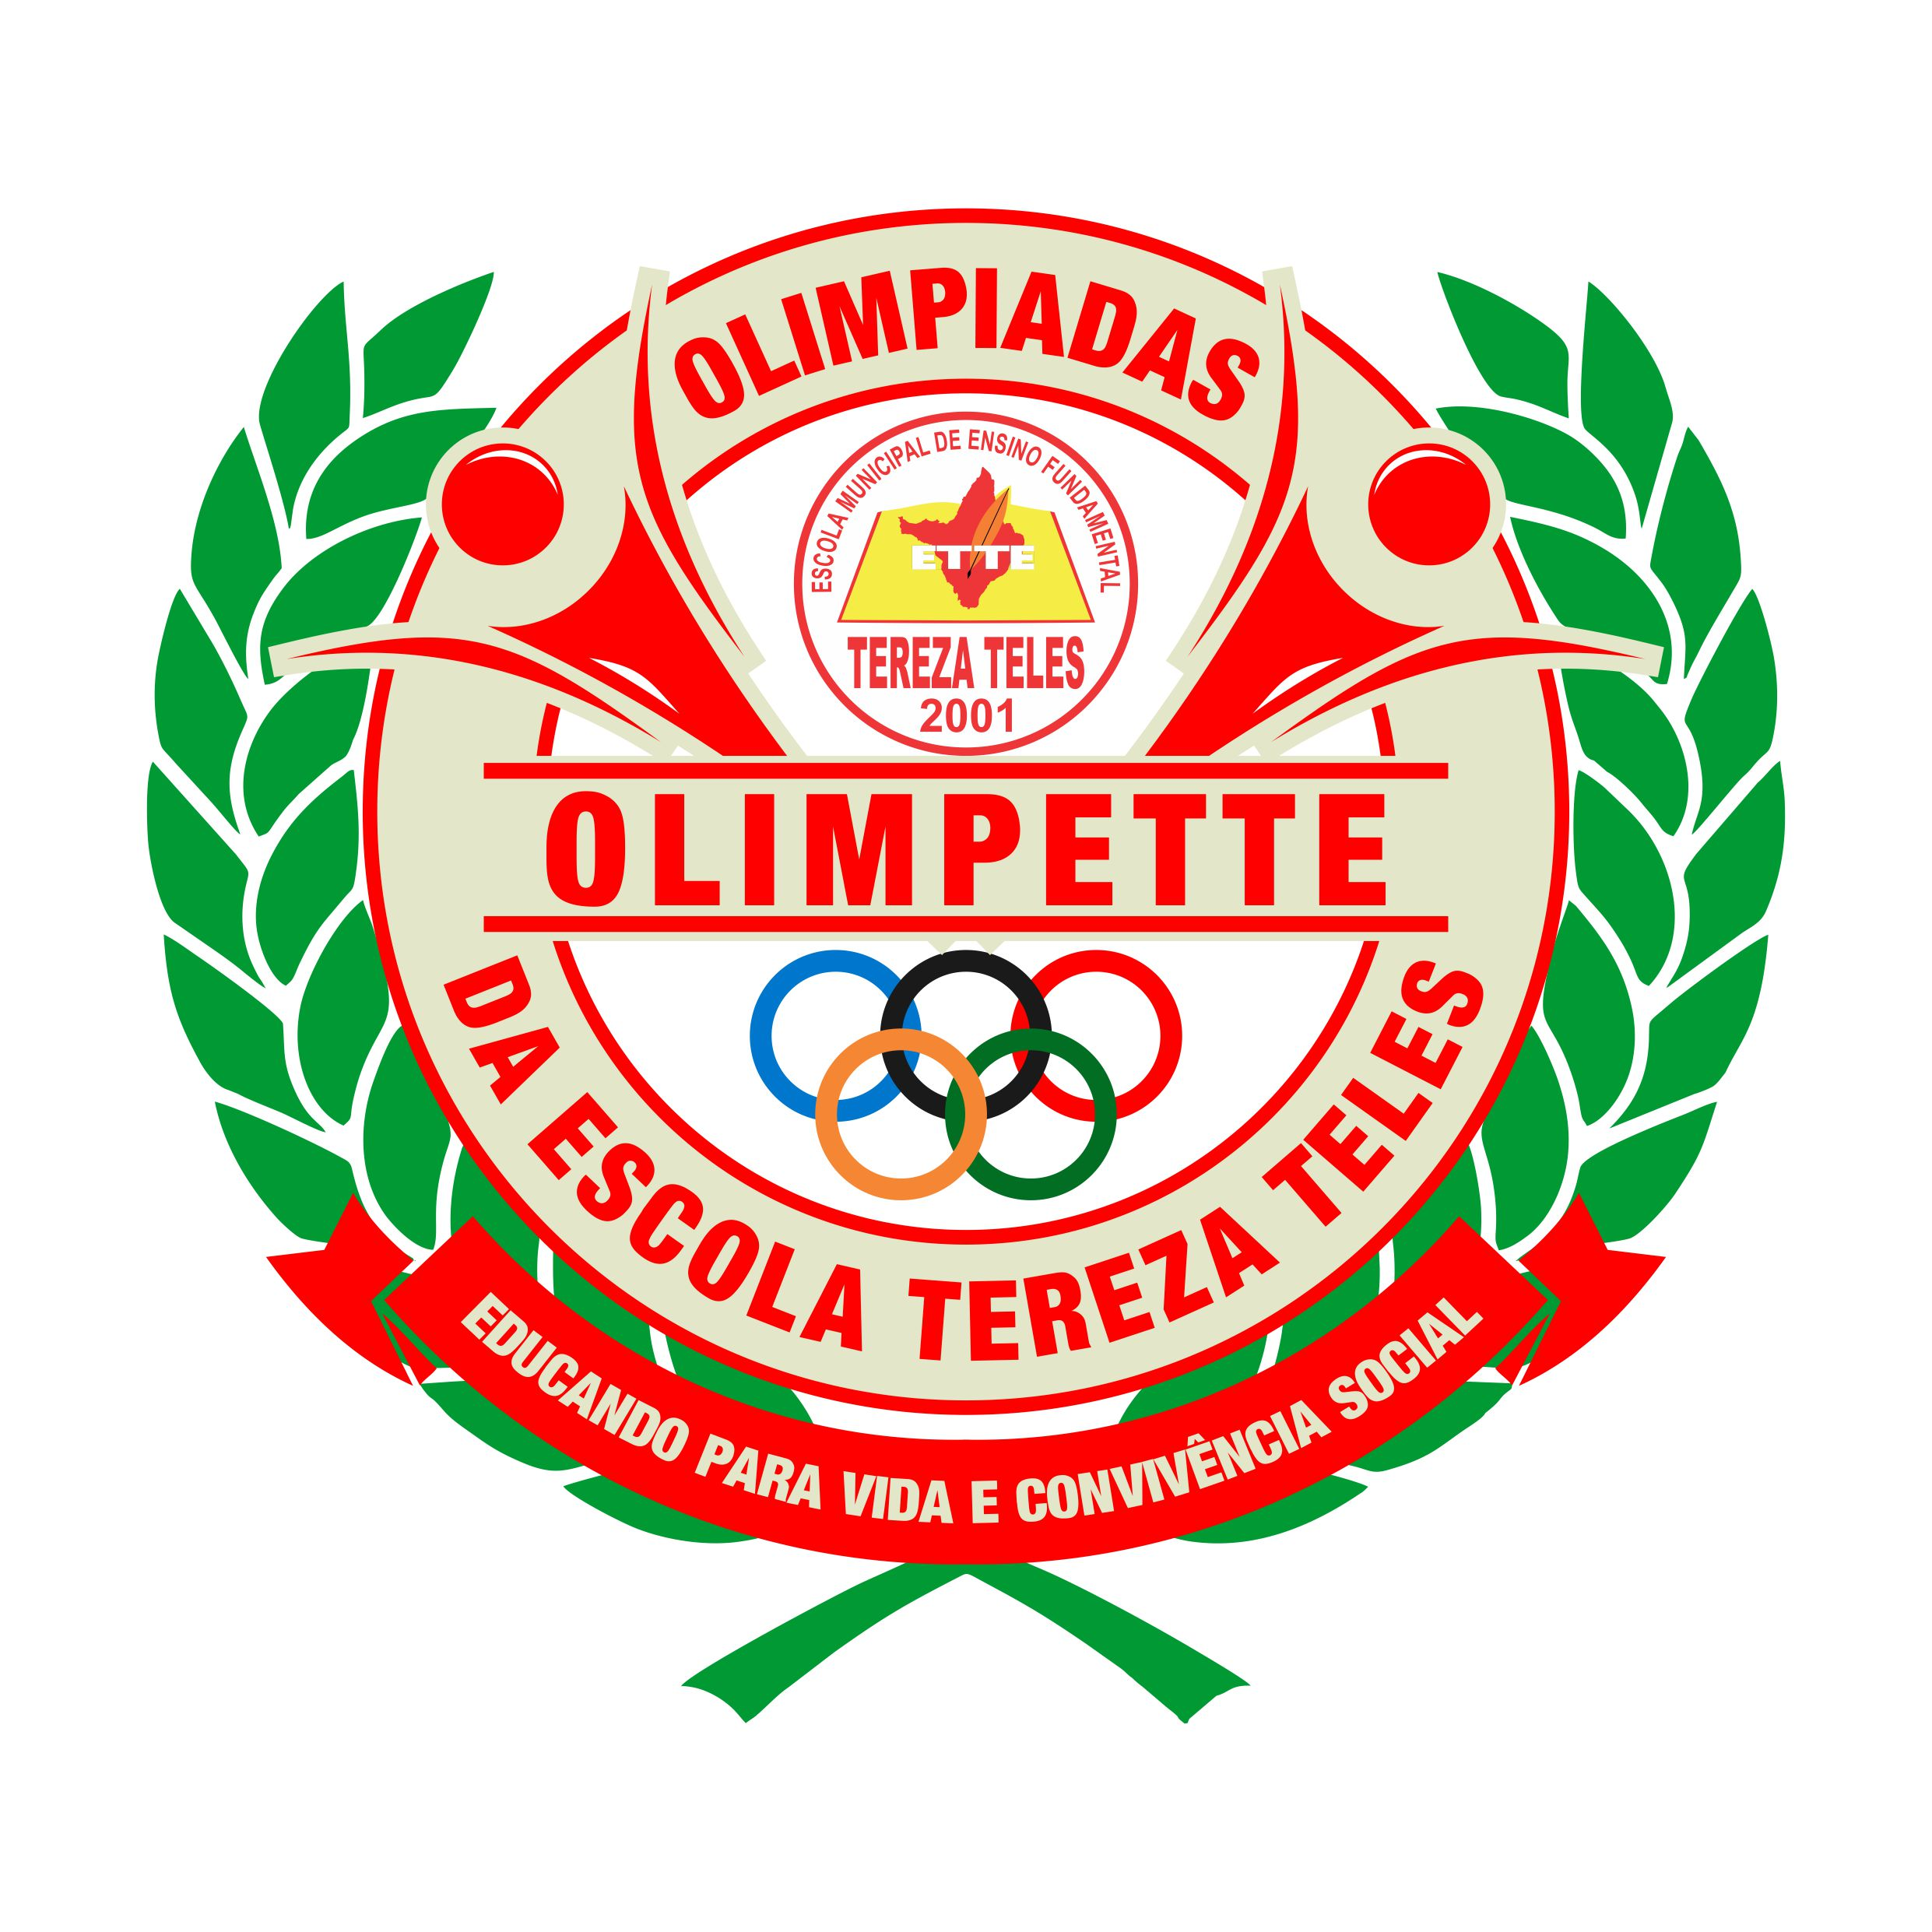 OLIMPIADAS
ESCOLA MUNICIPAL DE ENSINO FUNDAMENTAL
ETTE
TEREZA TELES
2001
OLIMPETTE
DA ESCOLA TEREZA TELES
EDUCANDO PARA VIDA E CONVIVÊNCIA SOCIAL